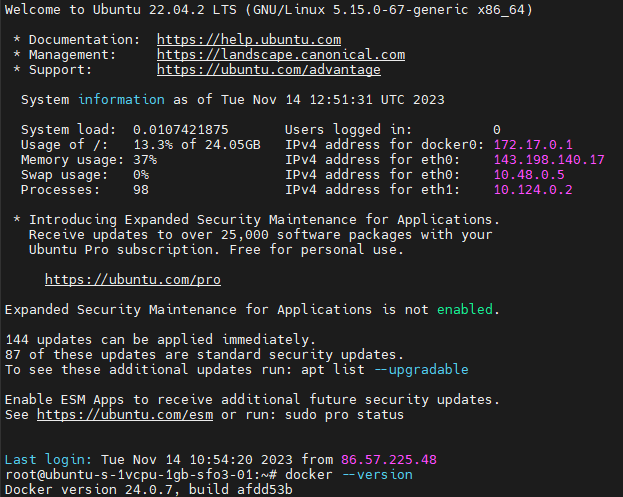 Welcome to Ubuntu 22.04.2 LTS (GNU/Linux 5.15.0-67-generic x86_64)
* Documentation: https://help.ubuntu.com
* Management: https://landscape.canonical.com
* Support: https://ubuntu.com/advantage
System information as of Tue Nov 14 12:51:31 UTC 2023
System load: 0.0107421875 Users logged in: 0
Usage of /: 13.3% of 24.05GB IPv4 address for docker0: 172.17.0.1
Memory usage: 37% IPv4 address for eth0: 143.198.140.17
Swap usage: 0% IPv4 address for eth0: 10.48.0.5
Processes: 98 IPv4 address for eth1: 10.124.0.2
* Introducing Expanded Security Maintenance for Applications.
Receive updates to over 25,000 software packages with your
Ubuntu Pro subscription. Free for personal use.
https://ubuntu.com/pro
Expanded Security Maintenance for Applications is not enabled.
144 updates can be applied immediately.
87 of these updates are standard security updates.
To see these additional updates run: apt list --upgradable
Enable ESM Apps to receive additional future security updates.
See https://ubuntu.com/esm or run: sudo pro status
Last login: Tue Nov 14 10:54:20 2023 from 86.57.225.48
root@ubuntu-s-1vcpu-1gb-sfo3-01:~# docker --version
Docker version 24.0.7, build afdd53b